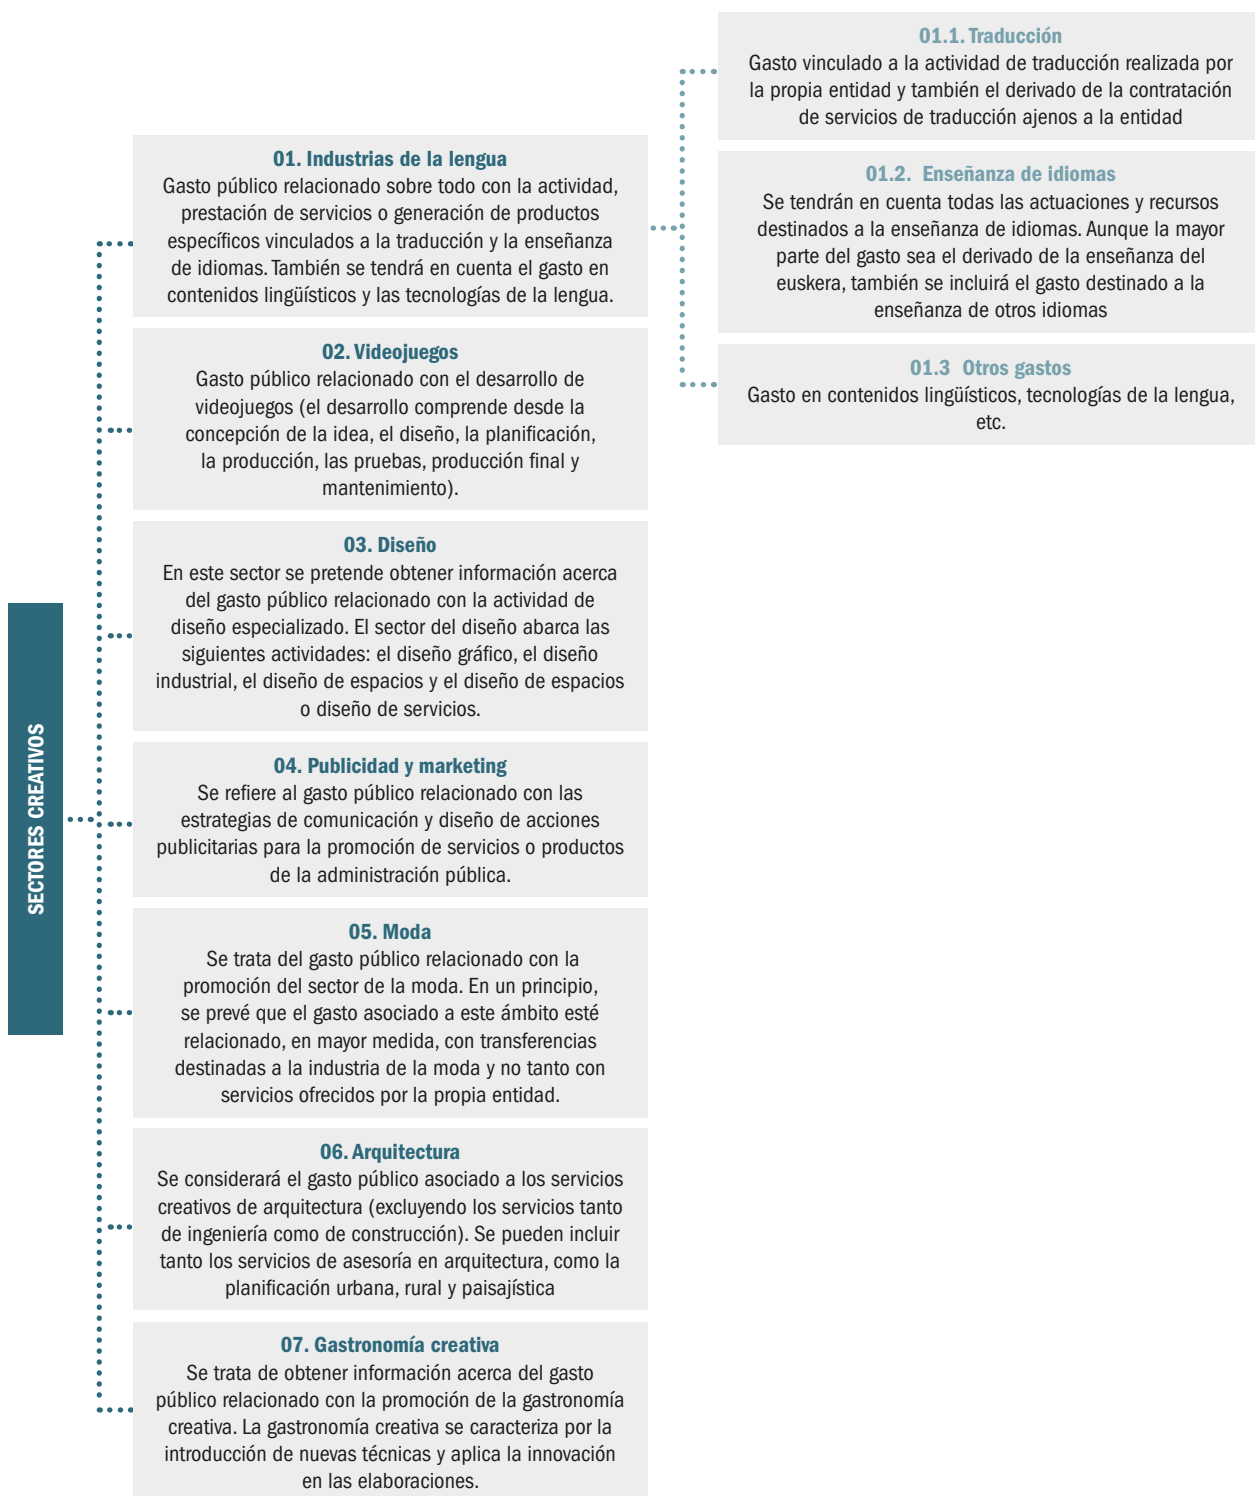 SECTORES CREATIVOS
01. Industrias de la lengua
Gasto público relacionado sobre todo con la actividad,
prestación de servicios o generación de productos
específicos vinculados a la traducción y la enseñanza
de idiomas. También se tendrá en cuenta el gasto en
contenidos lingüísticos y las tecnologías de la lengua.
01.1. Traducción
Gasto vinculado a la actividad de traducción realizada por
la propia entidad y también el derivado de la contratación
de servicios de traducción ajenos a la entidad
01.2. Enseñanza de idiomas
Se tendrán en cuenta todas las actuaciones y recursos
destinados a la enseñanza de idiomas. Aunque la mayor
parte del gasto sea el derivado de la enseñanza del
euskera, también se incluirá el gasto destinado a la
enseñanza de otros idiomas
01.3 Otros gastos
Gasto en contenidos lingüísticos, tecnologías de la lengua,
etc.
02. Videojuegos
Gasto público relacionado con el desarrollo de
videojuegos (el desarrollo comprende desde la
concepción de la idea, el diseño, la planificación,
la producción, las pruebas, producción final y
mantenimiento).
03. Diseño
En este sector se pretende obtener información acerca
del gasto público relacionado con la actividad de
diseño especializado. El sector del diseño abarca las
siguientes actividades: el diseño gráfico, el diseño
industrial, el diseño de espacios y el diseño de espacios
o diseño de servicios.
04. Publicidad y marketing
Se refiere al gasto público relacionado con las
estrategias de comunicación y diseño de acciones
publicitarias para la promoción de servicios o productos
de la administración pública.
05. Moda
Se trata del gasto público relacionado con la
promoción del sector de la moda. En un principio,
se prevé que el gasto asociado a este ámbito esté
relacionado, en mayor medida, con transferencias
destinadas a la industria de la moda y no tanto con
servicios ofrecidos por la propia entidad.
06. Arquitectura
Se considerará el gasto público asociado a los servicios
creativos de arquitectura (excluyendo los servicios tanto
de ingeniería como de construcción). Se pueden incluir
tanto los servicios de asesoría en arquitectura, como la
planificación urbana, rural y paisajística
07. Gastronomía creativa
Se trata de obtener información acerca del gasto
público relacionado con la promoción de la gastronomía
creativa. La gastronomía creativa se caracteriza por la
introducción de nuevas técnicas y aplica la innovación
en las elaboraciones.